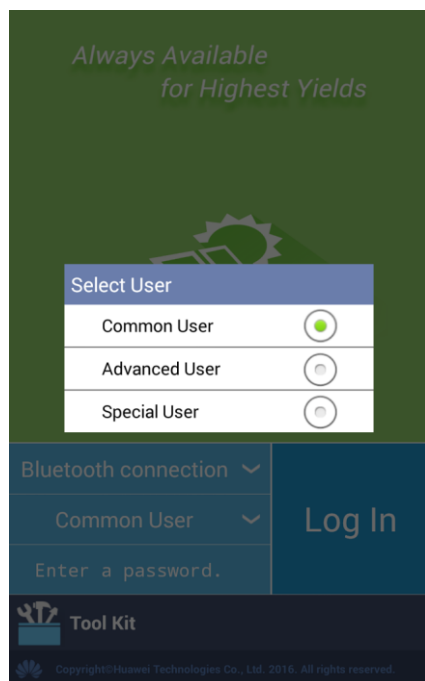 Always Available
for Highest Yields
Select User
Common User
Advanced User
Special User
Bluetooth connection
Common User
Log In
Enter a password.
Tool Kit
Copyright©Huawei Technologies Co., Ltd. 2016. All rights reserved.